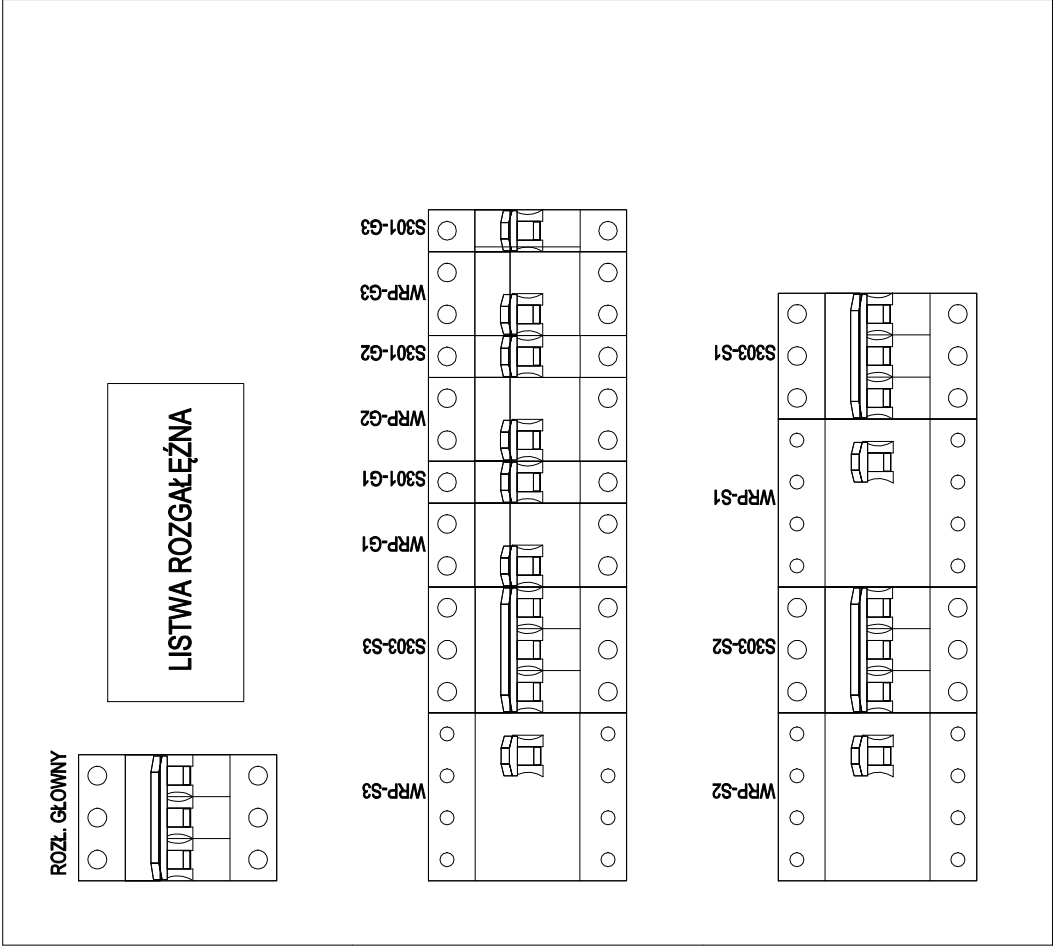 ROZŁ. GŁOWNY
LISTWA ROZGAŁĘŹNA
S301-G3
WRP-G3
S301-G2
WRP-G2
S301-G1
WRP-G1
S303-S3
WRP-S3
S303-S1
WRP-S1
S303-S2
WRP-S2